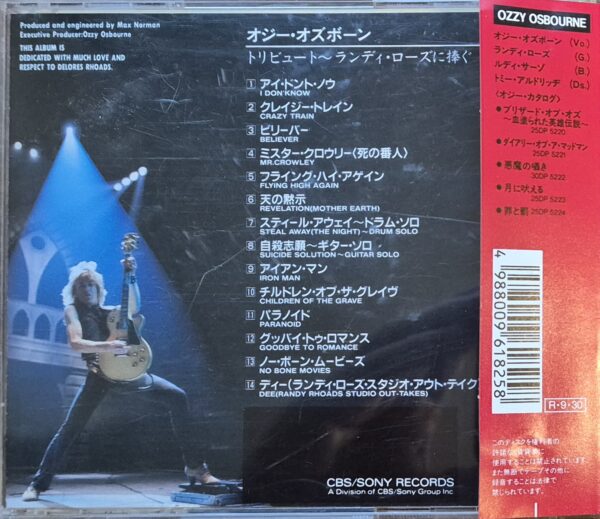 Produced and engineered by Max Norman
Executive Producer:Ozzy Osbourne
THIS ALBUM IS
DEDICATED WITH MUCH LOVE AND
RESPECT TO DELORES RHOADS.
オジー・オズボーン
トリビュート〜ランディ・ローズに捧ぐ
1 アイ・ドント・ノウ
I DON'KNOW
2 クレイジー・トレイン
CRAZY TRAIN
3 ビリーバー
BELIEVER
4 ミスター・クロウリー(死の番人)
MR.CROWLEY
5 フライング・ハイ・アゲイン
FLYING HIGH AGAIN
6 天の黙示
REVELATION(MOTHER EARTH)
7 スティール・アウェイ〜ドラム・ソロ
STEAL AWAY(THE NIGHT)〜DRUM SOLO
8 自殺志願〜ギター・ソロ
SUICIDE SOLUTION〜GUITAR SOLO
9 アイアン・マン
IRON MAN
10 チルドレン・オブ・ザ・グレイヴ
CHILDREN OF THE GRAVE
11 パラノイド
PARANOID
12 グッバイ・トゥ・ロマンス
GOODBYE TO ROMANCE
13 ノー・ボーン・ムービーズ
NO BONE MOVIES
14 ディー(ランディ・ローズ・スタジオ・アウト・テイク)
DEE(RANDY RHOADS STUDIO OUT-TAKES)
CBS/SONY RECORDS
A Division of CBS/Sony Group Inc
OZZY OSBOURNE
オジー・オズボーン (Vo.)
ランディ・ローズ (G.)
ルディ・サーゾ (B.)
トミー・アルドリッヂ (Ds.)
〈オジー・カタログ〉
●ブリザード・オブ・オズ
〜血塗られた英雄伝説〜
25DP 5220
●ダイアリー・オブ・ア・マッドマン
25DP 5221
●悪魔の囁き
30DP 5222
●月に吠える
25DP 5223
●罪と罰 25DP 5224
4988009618258
R・9・30
このディスクを権利者の
許諾なく賃貸業に
使用することは禁止されています。
また無断でテープその他に
録音することは法律で
禁じられています。